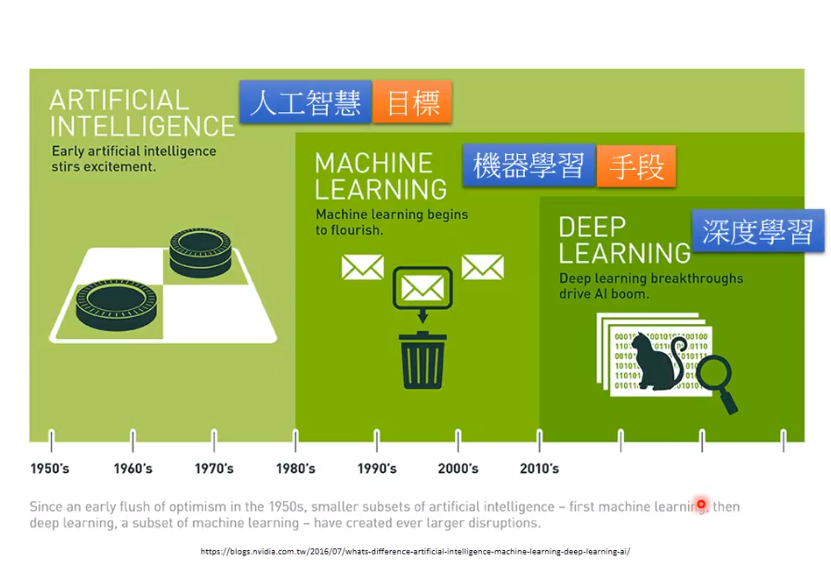 ARTIFICIAL
INTELLIGENCE
人工智慧 目標
Early artificial intelligence
stirs excitement.
MACHINE
LEARNING
機器學習 手段
Machine learning begins
to flourish.
DEEP
LEARNING
深度學習
Deep learning breakthroughs
drive AI boom.
1950's 1960's 1970's 1980's 1990's 2000's 2010's
Since an early flush of optimism in the 1950s, smaller subsets of artificial intelligence – first machine learning, then
deep learning, a subset of machine learning – have created ever larger disruptions.
https://blogs.nvidia.com.tw/2016/07/whats-difference-artificial-intelligence-machine-learning-deep-learning-ai/